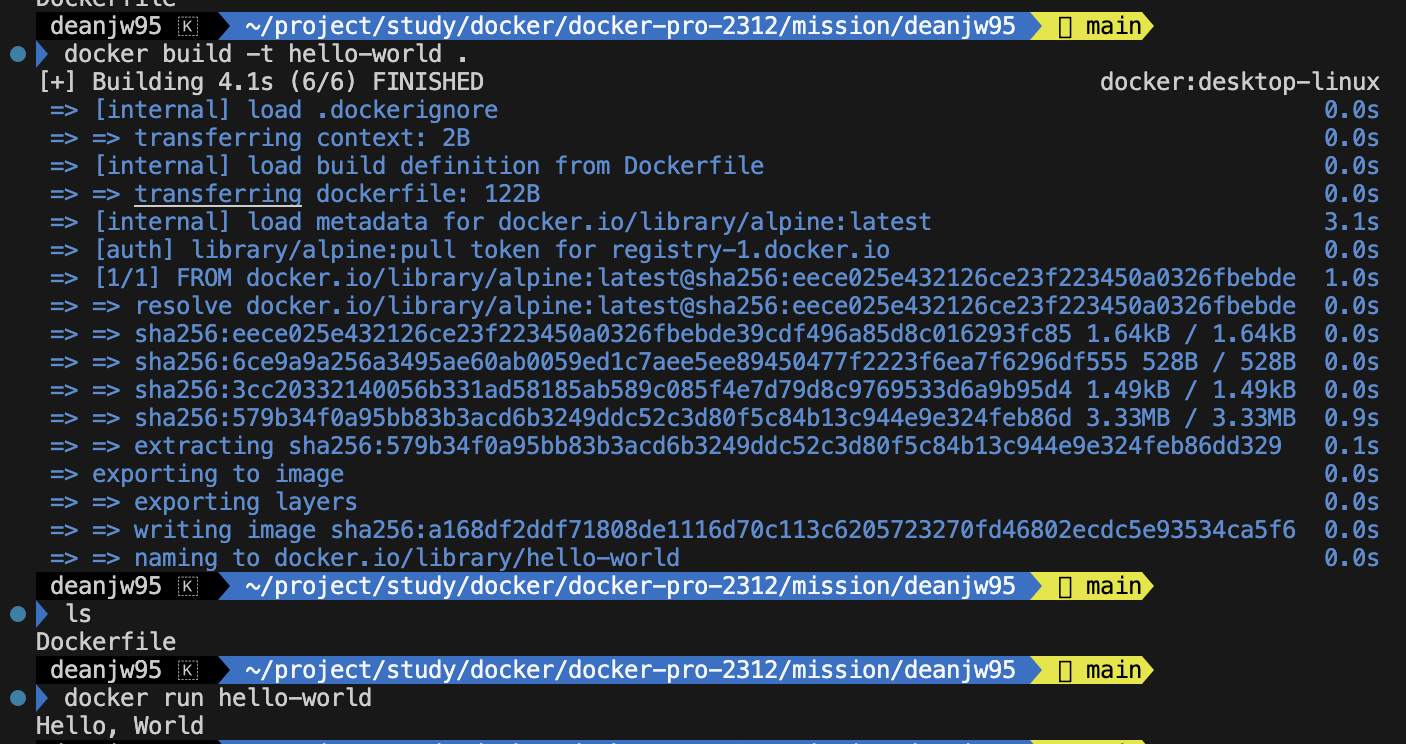 Dockerfile
deanjw95 K ~/project/study/docker/docker-pro-2312/mission/deanjw95 main
docker build -t hello-world .
[+] Building 4.1s (6/6) FINISHED docker:desktop-linux
=> [internal] load .dockerignore 0.0s
=> => transferring context: 2B 0.0s
=> [internal] load build definition from Dockerfile 0.0s
=> => transferring dockerfile: 122B 0.0s
=> [internal] load metadata for docker.io/library/alpine:latest 3.1s
=> [auth] library/alpine:pull token for registry-1.docker.io 0.0s
=> [1/1] FROM docker.io/library/alpine:latest@sha256:eece025e432126ce23f223450a0326fbebde 1.0s
=> => resolve docker.io/library/alpine:latest@sha256:eece025e432126ce23f223450a0326fbebde 0.0s
=> => sha256:eece025e432126ce23f223450a0326fbebde39cdf496a85d8c016293fc85 1.64kB / 1.64kB 0.0s
=> => sha256:6ce9a9a256a3495ae60ab0059ed1c7aee5ee89450477f2223f6ea7f6296df555 528B / 528B 0.0s
=> => sha256:3cc20332140056b331ad58185ab589c085f4e7d79d8c9769533d6a9b95d4 1.49kB / 1.49kB 0.0s
=> => sha256:579b34f0a95bb83b3acd6b3249ddc52c3d80f5c84b13c944e9e324feb86d 3.33MB / 3.33MB 0.9s
=> => extracting sha256:579b34f0a95bb83b3acd6b3249ddc52c3d80f5c84b13c944e9e324feb86dd329 0.1s
=> exporting to image 0.0s
=> => exporting layers 0.0s
=> => writing image sha256:a168df2ddf71808de1116d70c113c6205723270fd46802ecdc5e93534ca5f6 0.0s
=> => naming to docker.io/library/hello-world 0.0s
deanjw95 K ~/project/study/docker/docker-pro-2312/mission/deanjw95 main
ls
Dockerfile
deanjw95 K ~/project/study/docker/docker-pro-2312/mission/deanjw95 main
docker run hello-world
Hello, World